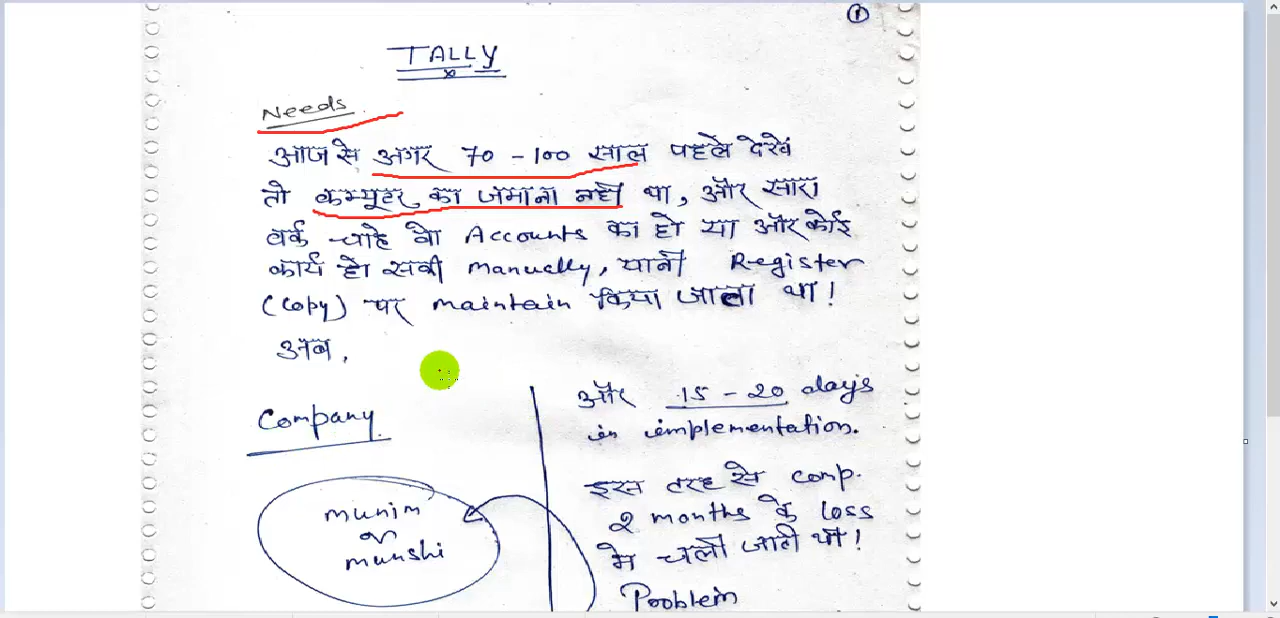 ①
TALLY
Needs
आज से अगर 70 - 100 साल पहले देखें
तो कम्प्यूटर का जमाना नहीं था, और सारा
वर्क चाहे वो Accounts का हो या और कोई
कार्य हो सभी manually, यानी Register
(Copy) पर maintain किया जाता था!
अब,
Company
munim
or
munshi
और 15 - 20 days
in implementation.
इस तरह से comp.
2 months के loss
मे चली जाती थी!
Problem